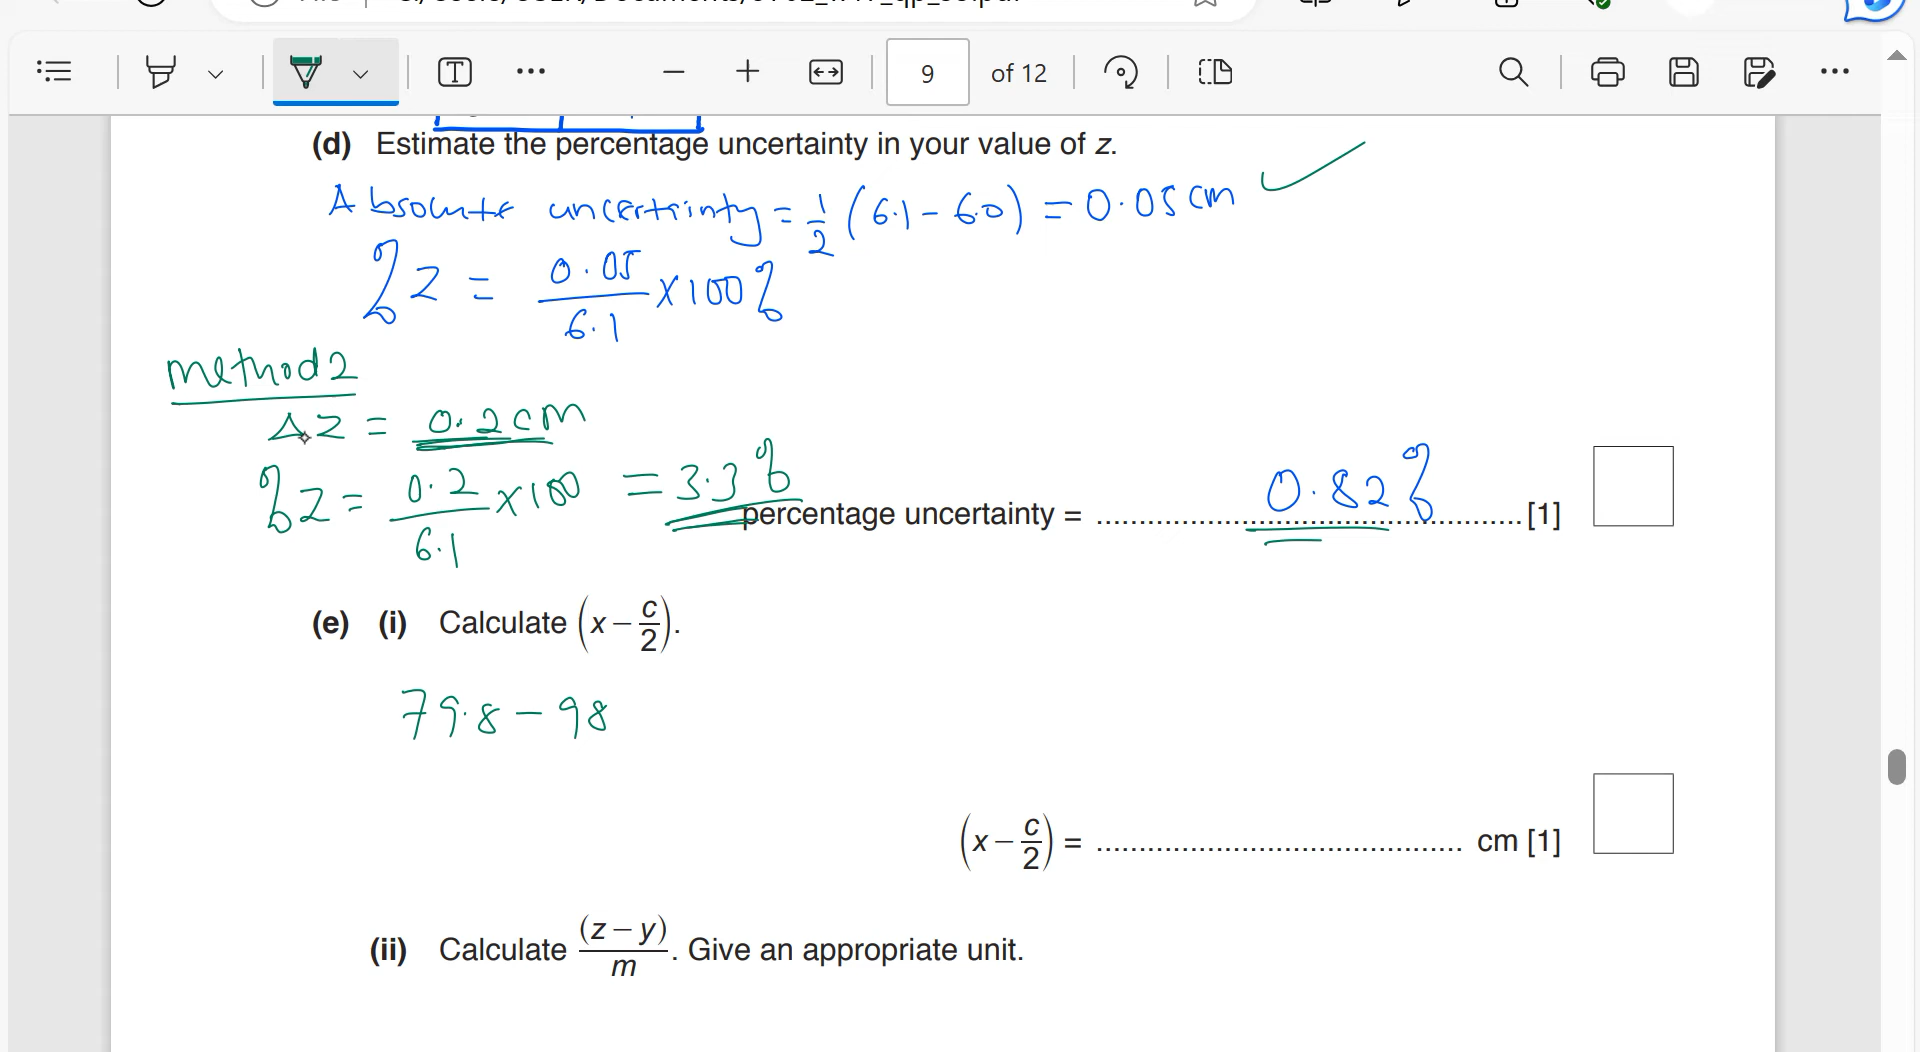 9 of 12
(d) Estimate the percentage uncertainty in your value of z.
Absolute uncertainty = 1/2 (6.1 - 6.0) = 0.05 cm
% z = 0.05/6.1 × 100%
method 2
Δz = 0.2 cm
% z = 0.2/6.1 × 100 = 3.3%
percentage uncertainty = 0.82% [1]
(e) (i) Calculate (x − c/2).
79.8 - 98
(x − c/2) = ........................................... cm [1]
(ii) Calculate (z − y)/m. Give an appropriate unit.